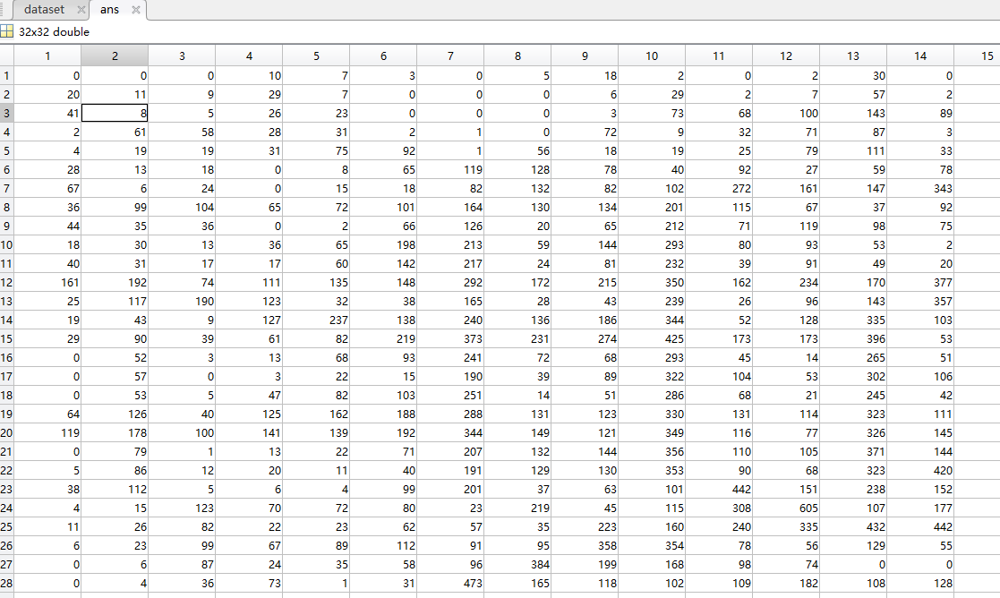 dataset ans
32x32 double
1 2 3 4 5 6 7 8 9 10 11 12 13 14 15
1 0 0 0 10 7 3 0 5 18 2 0 2 30 0
2 20 11 9 29 7 0 0 0 6 29 2 7 57 2
3 41 8 5 26 23 0 0 0 3 73 68 100 143 89
4 2 61 58 28 31 2 1 0 72 9 32 71 87 3
5 4 19 19 31 75 92 1 56 18 19 25 79 111 33
6 28 13 18 0 8 65 119 128 78 40 92 27 59 78
7 67 6 24 0 15 18 82 132 82 102 272 161 147 343
8 36 99 104 65 72 101 164 130 134 201 115 67 37 92
9 44 35 36 0 2 66 126 20 65 212 71 119 98 75
10 18 30 13 36 65 198 213 59 144 293 80 93 53 2
11 40 31 17 17 60 142 217 24 81 232 39 91 49 20
12 161 192 74 111 135 148 292 172 215 350 162 234 170 377
13 25 117 190 123 32 38 165 28 43 239 26 96 143 357
14 19 43 9 127 237 138 240 136 186 344 52 128 335 103
15 29 90 39 61 82 219 373 231 274 425 173 173 396 53
16 0 52 3 13 68 93 241 72 68 293 45 14 265 51
17 0 57 0 3 22 15 190 39 89 322 104 53 302 106
18 0 53 5 47 82 103 251 14 51 286 68 21 245 42
19 64 126 40 125 162 188 288 131 123 330 131 114 323 111
20 119 178 100 141 139 192 344 149 121 349 116 77 326 145
21 0 79 1 13 22 71 207 132 144 356 110 105 371 144
22 5 86 12 20 11 40 191 129 130 353 90 68 323 420
23 38 112 5 6 4 99 201 37 63 101 442 151 238 152
24 4 15 123 70 72 80 23 219 45 115 308 605 107 177
25 11 26 82 22 23 62 57 35 223 160 240 335 432 442
26 6 23 99 67 89 112 91 95 358 354 78 56 129 55
27 0 6 87 24 35 58 96 384 199 168 98 74 0 0
28 0 4 36 73 1 31 473 165 118 102 109 182 108 128